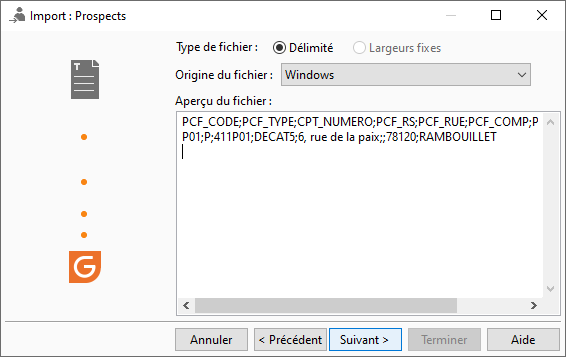 Import : Prospects
Type de fichier : Délimité Largeurs fixes
Origine du fichier : Windows
Aperçu du fichier :
PCF_CODE;PCF_TYPE;CPT_NUMERO;PCF_RS;PCF_RUE;PCF_COMP;P
P01;P;411P01;DECAT5;6, rue de la paix;;78120;RAMBOUILLET
Annuler < Précédent Suivant > Terminer Aide